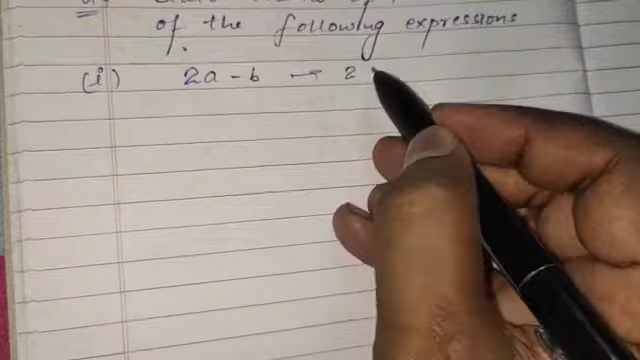 of the following expressions
(i) 2a - b → 2